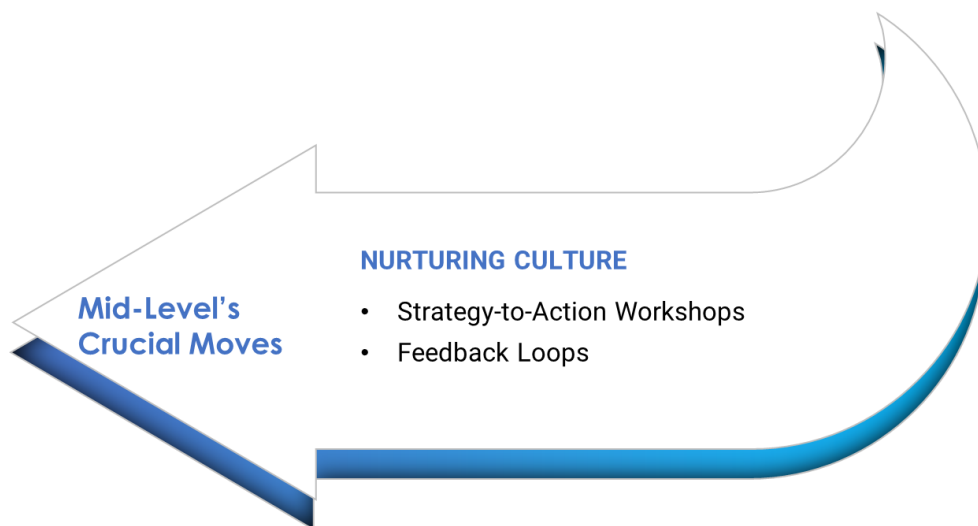 Mid-Level’s
Crucial Moves
NURTURING CULTURE
• Strategy-to-Action Workshops
• Feedback Loops